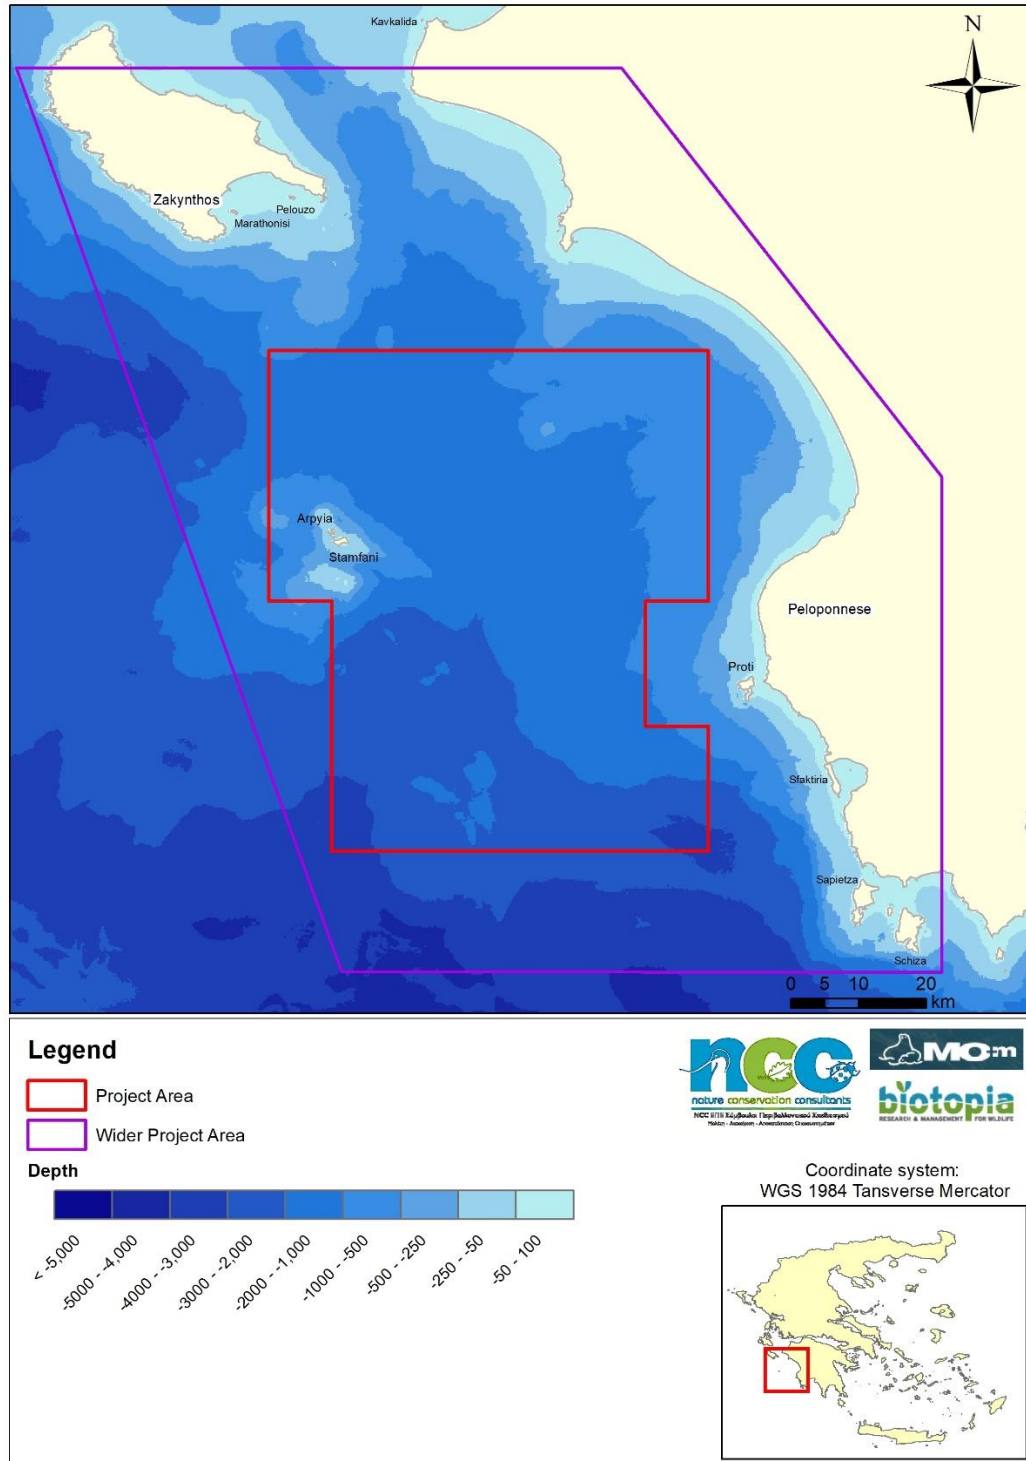 Kavkalida
N
Zakynthos
Pelouzo
Marathonisi
Arpyia
Stamfani
Peloponnese
Proti
Sfaktiria
Sapietza
Schiza
0 5 10 20
km
Legend
Project Area
Wider Project Area
Depth
< -5,000
-5000 - -4,000
-4000 - -3,000
-3000 - -2,000
-2000 - -1,000
-1000 - -500
-500 - -250
-250 - -50
-50 - 100
ncc
nature conservation consultants
MO:m
biotopia
RESEARCH & MANAGEMENT FOR WILDLIFE
Coordinate system:
WGS 1984 Tansverse Mercator